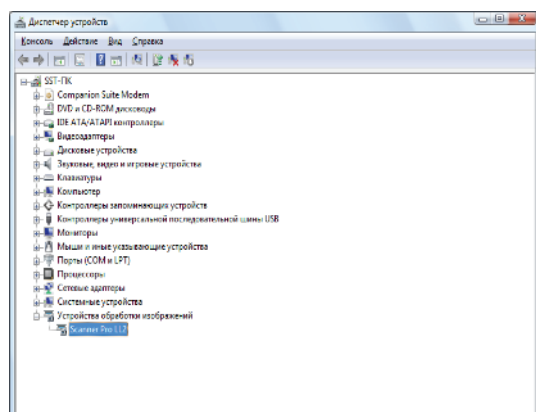 Диспетчер устройств
Консоль Действие Вид Справка
SST-ПК
Companion Suite Modem
DVD и CD-ROM дисководы
IDE ATA/ATAPI контроллеры
Видеоадаптеры
Дисковые устройства
Звуковые, видео и игровые устройства
Клавиатуры
Компьютер
Контроллеры запоминающих устройств
Контроллеры универсальной последовательной шины USB
Мониторы
Мыши и иные указывающие устройства
Порты (COM и LPT)
Процессоры
Сетевые адаптеры
Системные устройства
Устройства обработки изображений
Scanner Pro LL2